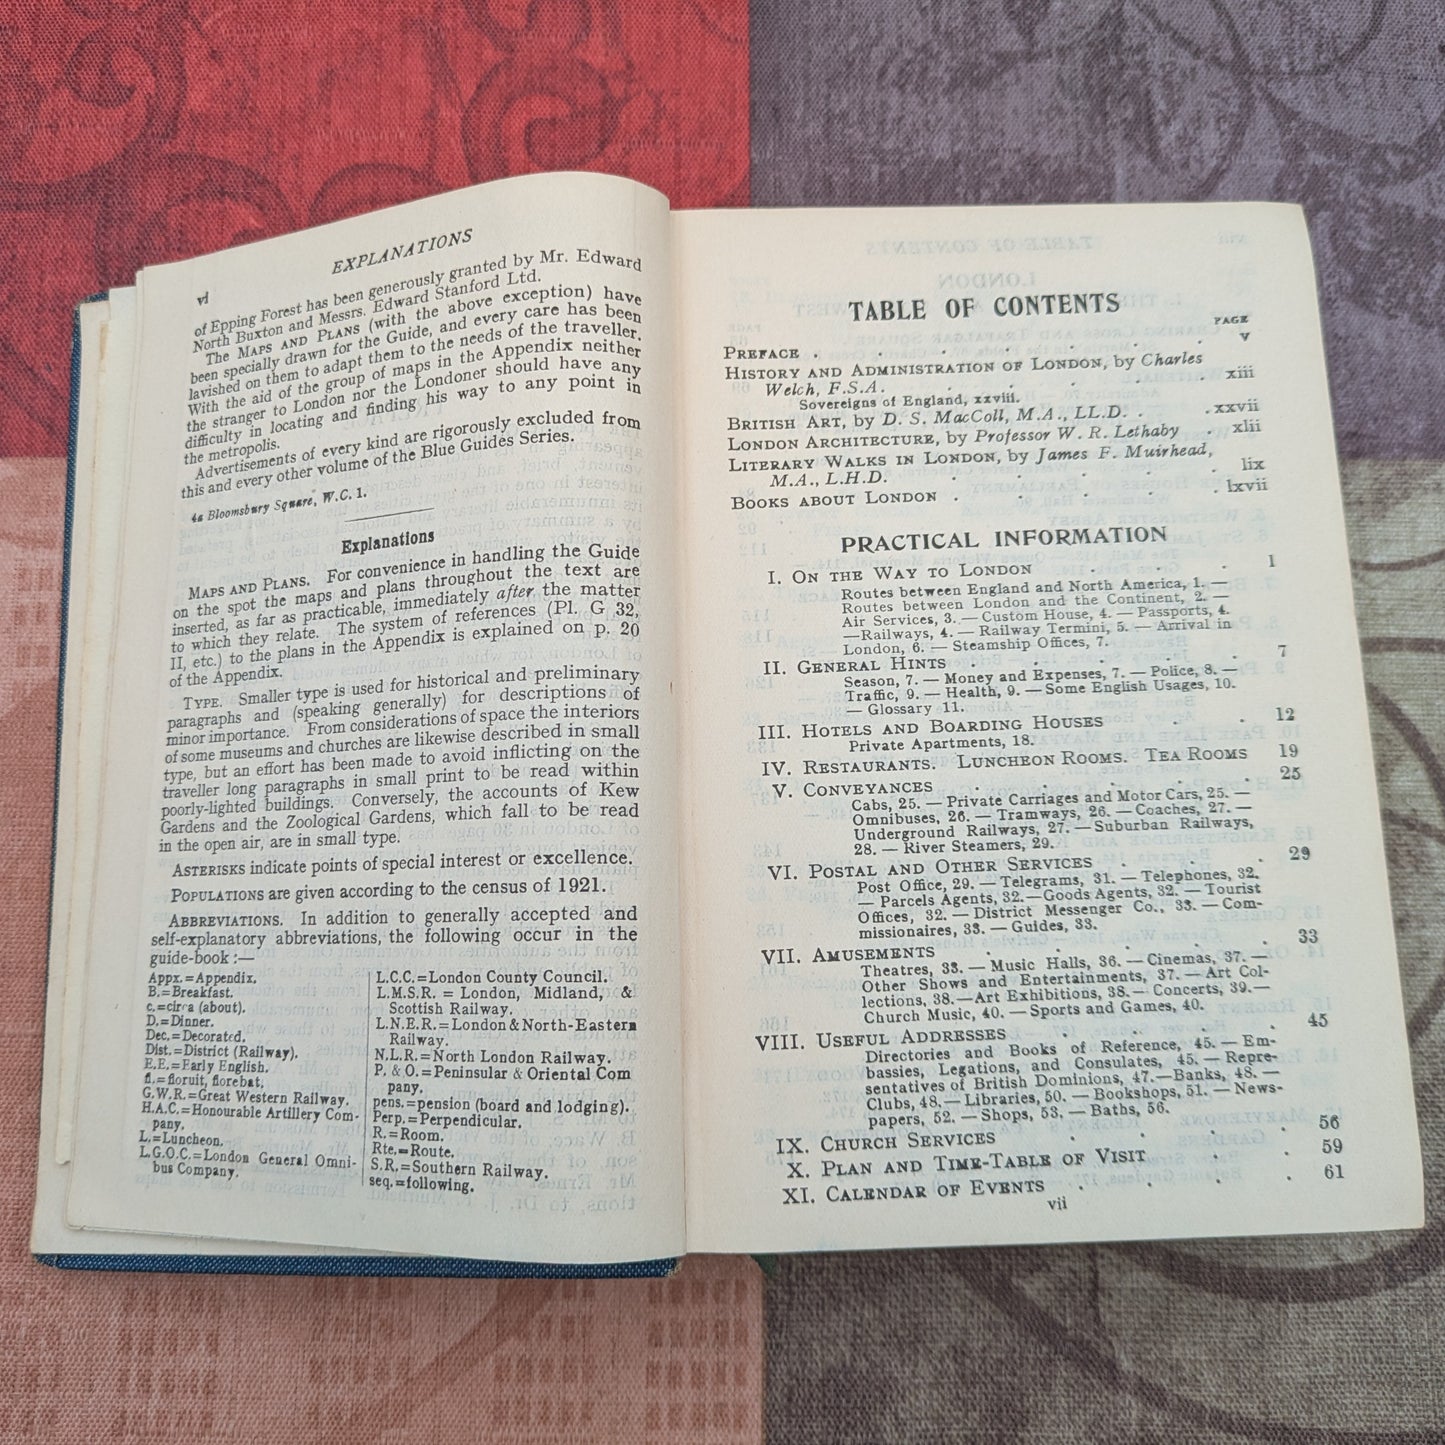 vi
EXPLANATIONS
of Epping Forest has been generously granted by Mr. Edward
North Buxton and Messrs. Edward Stanford Ltd.
The MAPS AND PLANS (with the above exception) have
been specially drawn for the Guide, and every care has been
lavished on them to adapt them to the needs of the traveller.
With the aid of the group of maps in the Appendix neither
the stranger to London nor the Londoner should have any
difficulty in locating and finding his way to any point in
the metropolis.
Advertisements of every kind are rigorously excluded from
this and every other volume of the Blue Guides Series.
4a Bloomsbury Square, W.C. 1.
Explanations
MAPS AND PLANS. For convenience in handling the Guide
on the spot the maps and plans throughout the text are
inserted, as far as practicable, immediately after the matter
to which they relate. The system of references (Pl. G 32,
II, etc.) to the plans in the Appendix is explained on p. 20
of the Appendix.
TYPE. Smaller type is used for historical and preliminary
paragraphs and (speaking generally) for descriptions of
minor importance. From considerations of space the interiors
of some museums and churches are likewise described in small
type, but an effort has been made to avoid inflicting on the
traveller long paragraphs in small print to be read within
poorly-lighted buildings. Conversely, the accounts of Kew
Gardens and the Zoological Gardens, which fall to be read
in the open air, are in small type.
ASTERISKS indicate points of special interest or excellence.
POPULATIONS are given according to the census of 1921.
ABBREVIATIONS. In addition to generally accepted and
self-explanatory abbreviations, the following occur in the
guide-book :—
Appx.=Appendix.
B.=Breakfast.
c.=circa (about).
D.=Dinner.
Dec.=Decorated.
Dist.=District (Railway).
E.E.=Early English.
fl.=floruit, florebat,
G.W.R.=Great Western Railway.
H.A.C.=Honourable Artillery Com-
pany.
L.=Luncheon.
L.G.O.C.=London General Omni-
bus Company.
L.C.C.=London County Council.
L.M.S.R. = London, Midland, &
Scottish Railway.
L.N.E.R.=London & North-Eastern
Railway.
N.L.R.=North London Railway.
P. & O.=Peninsular & Oriental Com
pany.
pens.=pension (board and lodging).
Perp.=Perpendicular.
R.=Room.
Rte.=Route.
S.R.=Southern Railway.
seq.=following.
TABLE OF CONTENTS
PAGE
PREFACE . . . . . . . v
HISTORY AND ADMINISTRATION OF LONDON, by Charles
Welch, F.S.A. . . . . . xiii
Sovereigns of England, xxviii.
BRITISH ART, by D. S. MacColl, M.A., LL.D. . . xxvii
LONDON ARCHITECTURE, by Professor W. R. Lethaby . xlii
LITERARY WALKS IN LONDON, by James F. Muirhead,
M.A., L.H.D. . . . . . lix
BOOKS ABOUT LONDON . . . . . . lxvii
PRACTICAL INFORMATION
I. ON THE WAY TO LONDON . . . . 1
Routes between England and North America, 1. —
Routes between London and the Continent, 2. —
Air Services, 3. — Custom House, 4. — Passports, 4.
—Railways, 4. — Railway Termini, 5. — Arrival in
London, 6. — Steamship Offices, 7.
II. GENERAL HINTS . . . . . 7
Season, 7. — Money and Expenses, 7. — Police, 8. —
Traffic, 9. — Health, 9. — Some English Usages, 10.
— Glossary 11.
III. HOTELS AND BOARDING HOUSES . . 12
Private Apartments, 18.
IV. RESTAURANTS. LUNCHEON ROOMS. TEA ROOMS 19
V. CONVEYANCES . . . . . 25
Cabs, 25. — Private Carriages and Motor Cars, 25. —
Omnibuses, 26. — Tramways, 26. — Coaches, 27. —
Underground Railways, 27. — Suburban Railways,
28. — River Steamers, 29.
VI. POSTAL AND OTHER SERVICES . . . 29
Post Office, 29. — Telegrams, 31. — Telephones, 32.
— Parcels Agents, 32. — Goods Agents, 32. — Tourist
Offices, 32. — District Messenger Co., 33. — Com-
missionaires, 33. — Guides, 33.
VII. AMUSEMENTS . . . . . 33
Theatres, 33. — Music Halls, 36. — Cinemas, 37. —
Other Shows and Entertainments, 37. — Art Col-
lections, 38. — Art Exhibitions, 38. — Concerts, 39. —
Church Music, 40. — Sports and Games, 40.
VIII. USEFUL ADDRESSES . . . . 45
Directories and Books of Reference, 45. — Em-
bassies, Legations, and Consulates, 45. — Repre-
sentatives of British Dominions, 47. — Banks, 48. —
Clubs, 48. — Libraries, 50. — Bookshops, 51. — News-
papers, 52. — Shops, 53. — Baths, 56.
IX. CHURCH SERVICES . . . . 56
X. PLAN AND TIME-TABLE OF VISIT . . 59
XI. CALENDAR OF EVENTS . . . . 61
vii